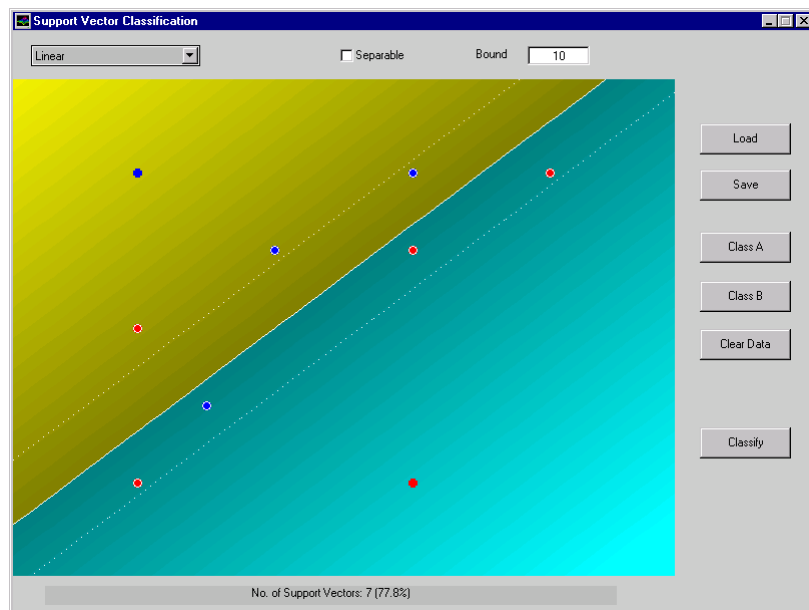 Support Vector Classification
Linear
Separable
Bound
10
Load
Save
Class A
Class B
Clear Data
Classify
No. of Support Vectors: 7 (77.8%)